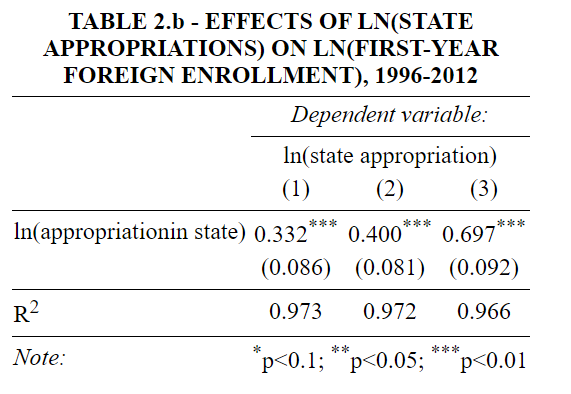 TABLE 2.b - EFFECTS OF LN(STATE
APPROPRIATIONS) ON LN(FIRST-YEAR
FOREIGN ENROLLMENT), 1996-2012
Dependent variable:
ln(state appropriation)
(1) (2) (3)
ln(appropriationin state) 0.332*** 0.400*** 0.697***
(0.086) (0.081) (0.092)
R2 0.973 0.972 0.966
Note: *p<0.1; **p<0.05; ***p<0.01